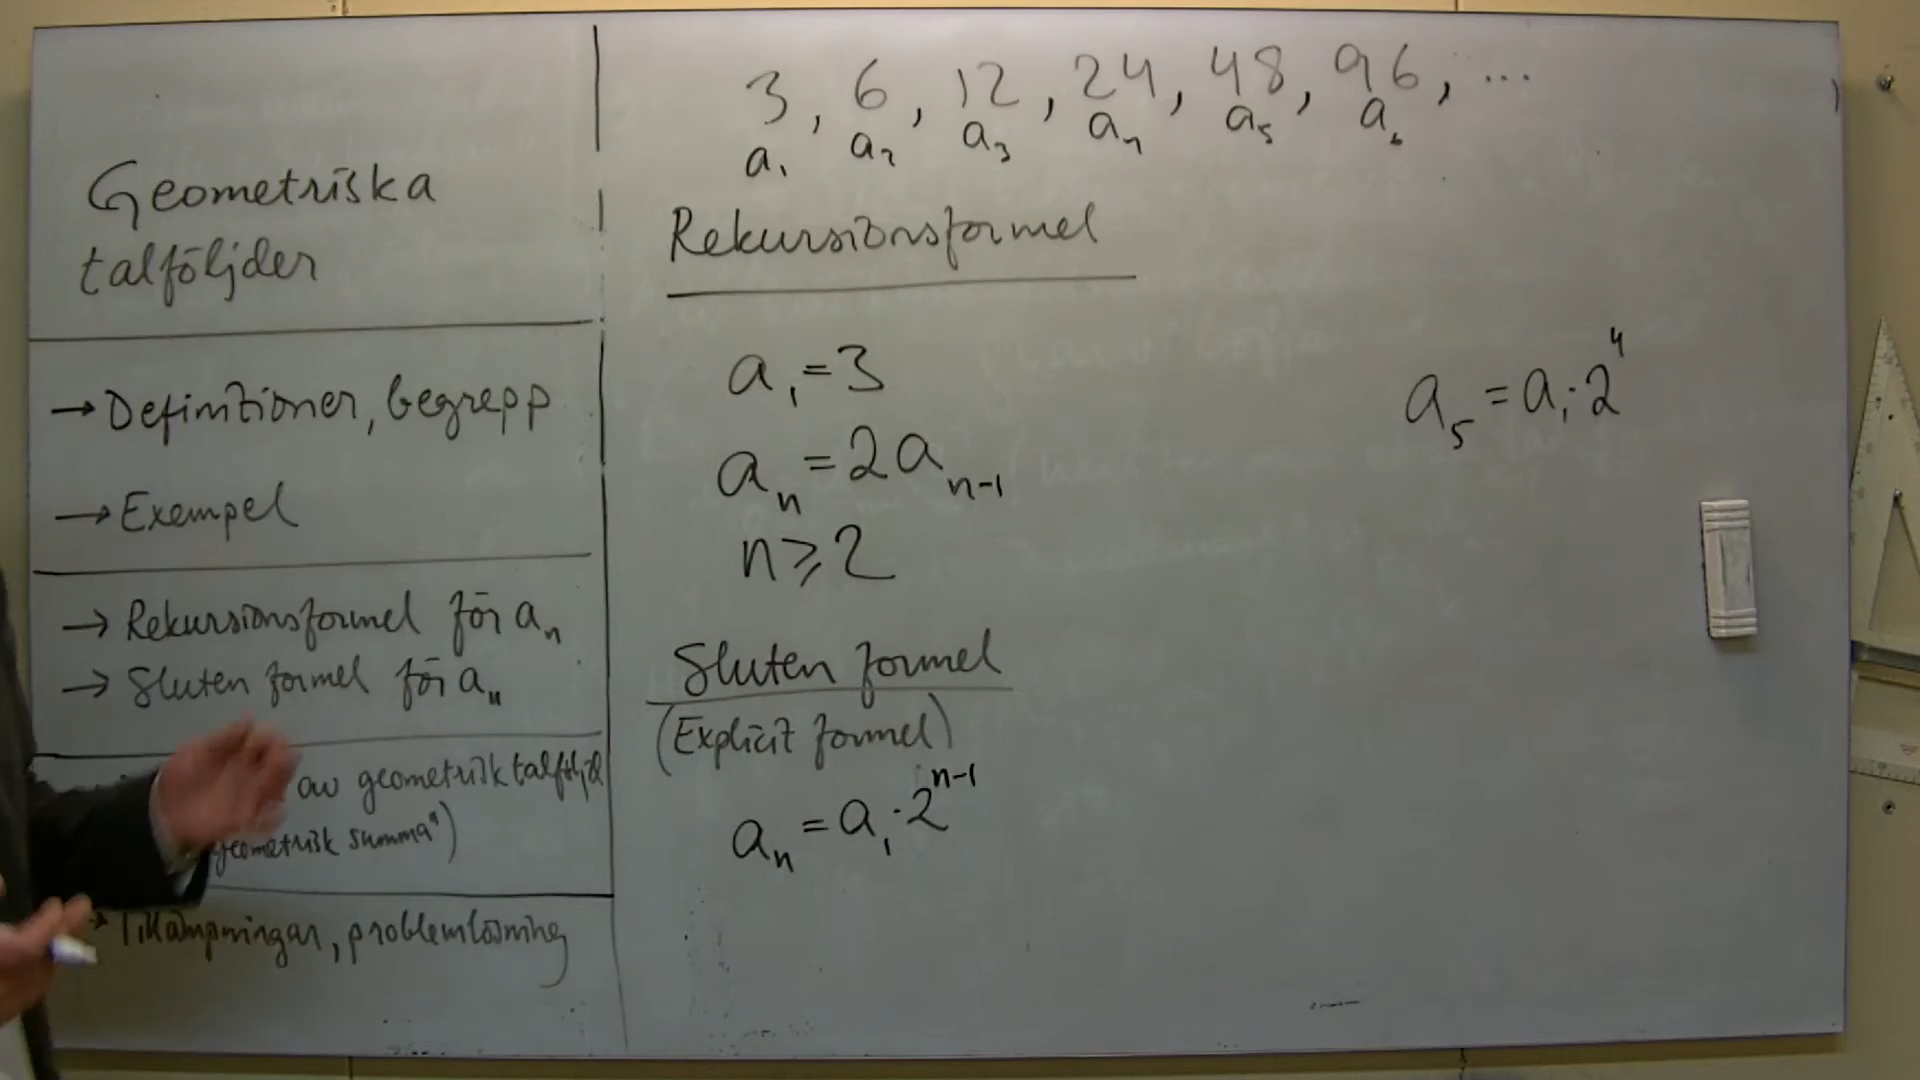 Geometriska
talföljder
→ Definitioner, begrepp
→ Exempel
→ Rekursionsformel för aₙ
→ Sluten formel för aₙ
av geometrisk talföljd
geometrisk summa")
→ Tillämpningar, problemlösning
3, 6, 12, 24, 48, 96, ...
a₁ a₂ a₃ a₄ a₅ a₆
Rekursionsformel
a₁ = 3
aₙ = 2aₙ₋₁
n ≥ 2
Sluten formel
(Explicit formel)
aₙ = a₁·2ⁿ⁻¹
a₅ = a₁·2⁴